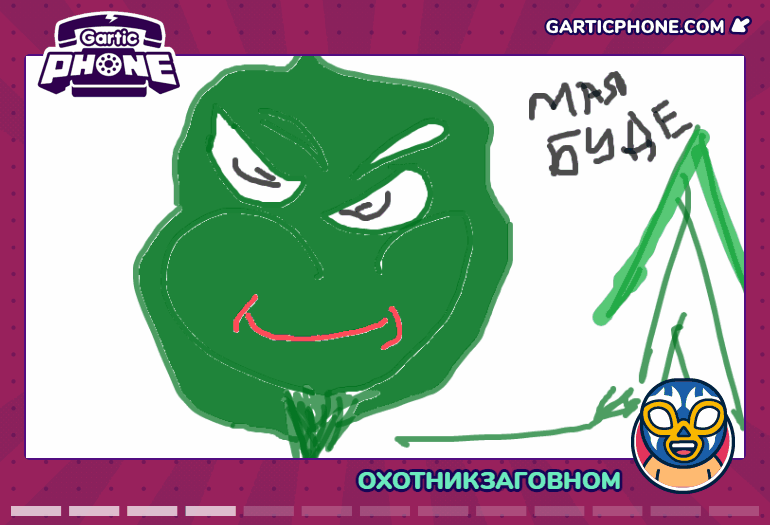 Gartic
PHONE
GARTICPHONE.COM
МАЯ
БУДЕ
ОХОТНИКЗАГОВНОМ